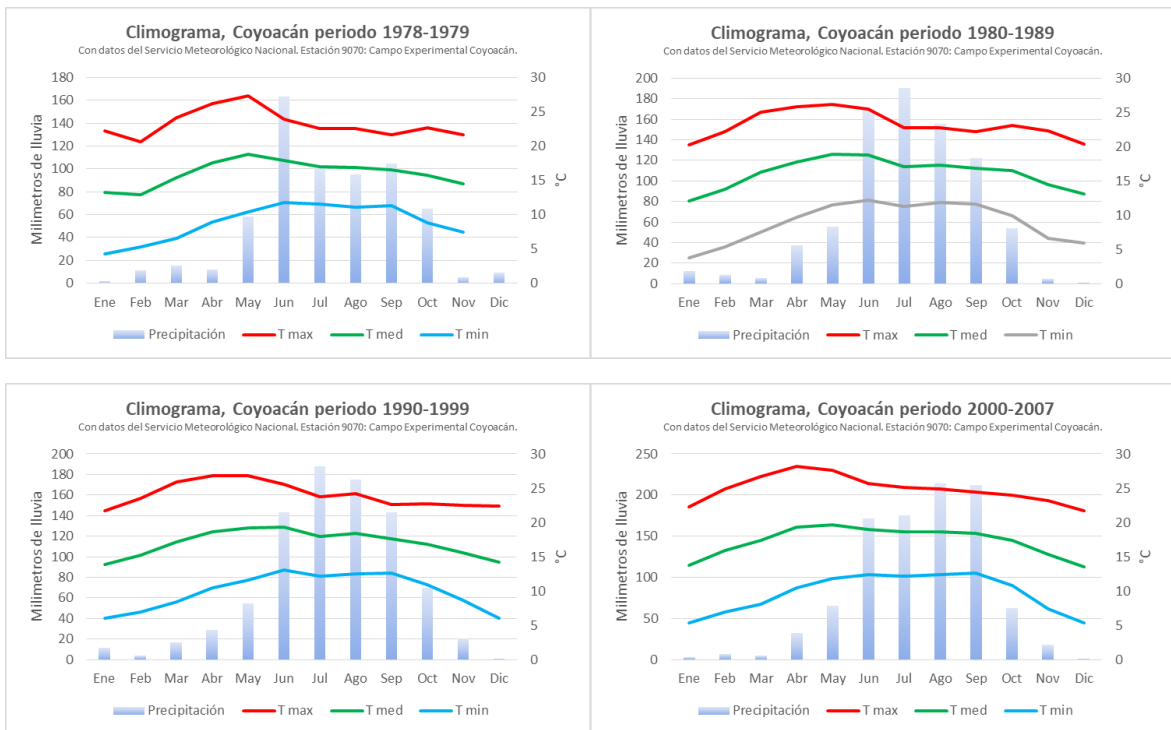 Climograma, Coyoacán periodo 1978-1979
Con datos del Servicio Meteorológico Nacional. Estación 9070: Campo Experimental Coyoacán.
Milimetros de lluvia
180
160
140
120
100
80
60
40
20
0
30
25
20
15
10
5
0
°C
Ene Feb Mar Abr May Jun Jul Ago Sep Oct Nov Dic
Precipitación T max T med T min
Climograma, Coyoacán periodo 1980-1989
Con datos del Servicio Meteorológico Nacional. Estación 9070: Campo Experimental Coyoacán.
Milimetros de lluvia
200
180
160
140
120
100
80
60
40
20
0
30
25
20
15
10
5
0
°C
Ene Feb Mar Abr May Jun Jul Ago Sep Oct Nov Dic
Precipitación T max T med T min
Climograma, Coyoacán periodo 1990-1999
Con datos del Servicio Meteorológico Nacional. Estación 9070: Campo Experimental Coyoacán.
Milimetros de lluvia
200
180
160
140
120
100
80
60
40
20
0
30
25
20
15
10
5
0
°C
Ene Feb Mar Abr May Jun Jul Ago Sep Oct Nov Dic
Precipitación T max T med T min
Climograma, Coyoacán periodo 2000-2007
Con datos del Servicio Meteorológico Nacional. Estación 9070: Campo Experimental Coyoacán.
Milimetros de lluvia
250
200
150
100
50
0
30
25
20
15
10
5
0
°C
Ene Feb Mar Abr May Jun Jul Ago Sep Oct Nov Dic
Precipitación T max T med T min